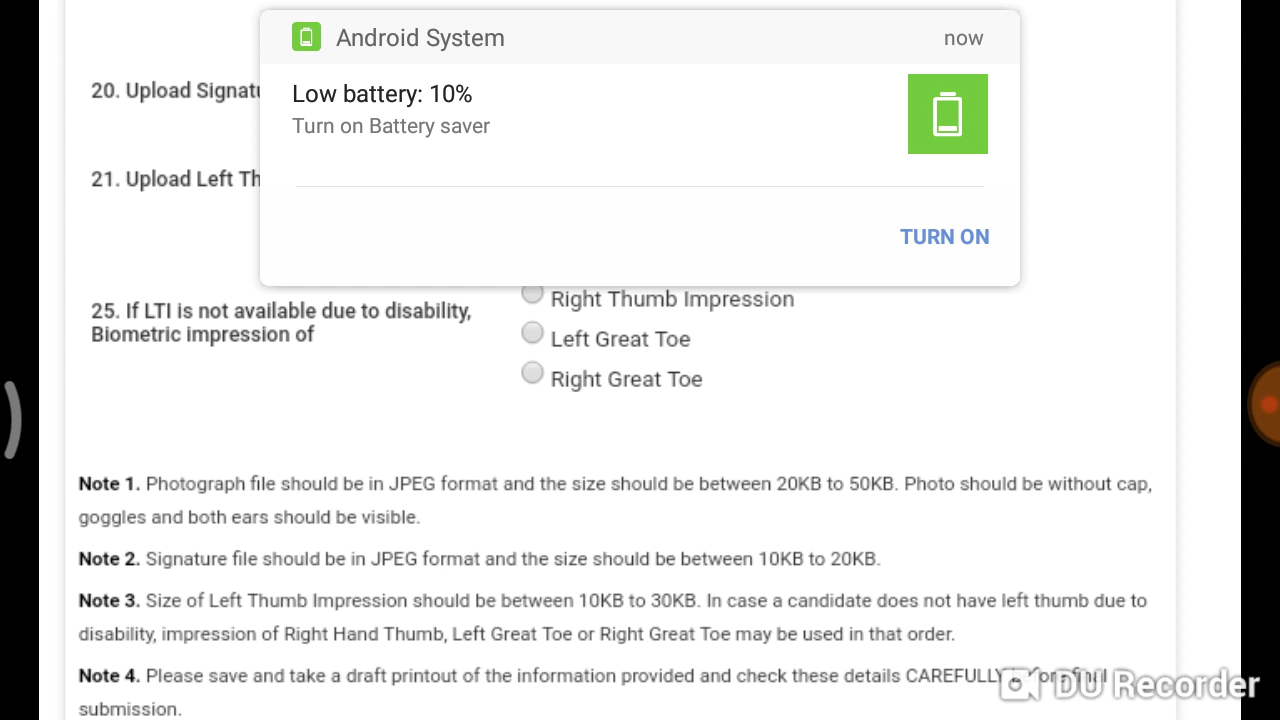 Android System now
Low battery: 10%
Turn on Battery saver
TURN ON
20. Upload
21. Upload Left
25. If LTI is not available due to disability,
Biometric impression of
Right Thumb Impression
Left Great Toe
Right Great Toe
Note 1. Photograph file should be in JPEG format and the size should be between 20KB to 50KB. Photo should be without cap,
goggles and both ears should be visible.
Note 2. Signature file should be in JPEG format and the size should be between 10KB to 20KB.
Note 3. Size of Left Thumb Impression should be between 10KB to 30KB. In case a candidate does not have left thumb due to
disability, impression of Right Hand Thumb, Left Great Toe or Right Great Toe may be used in that order.
Note 4. Please save and take a draft printout of the information provided and check these details CAREFULLY
submission.
DU Recorder